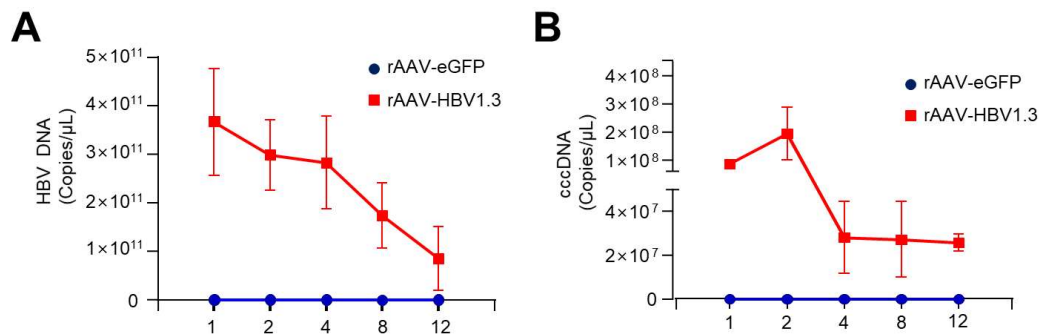 A
HBV DNA
(Copies/μL)
5×10¹¹
4×10¹¹
3×10¹¹
2×10¹¹
1×10¹¹
0
rAAV-eGFP
rAAV-HBV1.3
1 2 4 8 12
B
cccDNA
(Copies/μL)
4×10⁸
3×10⁸
2×10⁸
1×10⁸
4×10⁷
2×10⁷
0
rAAV-eGFP
rAAV-HBV1.3
1 2 4 8 12